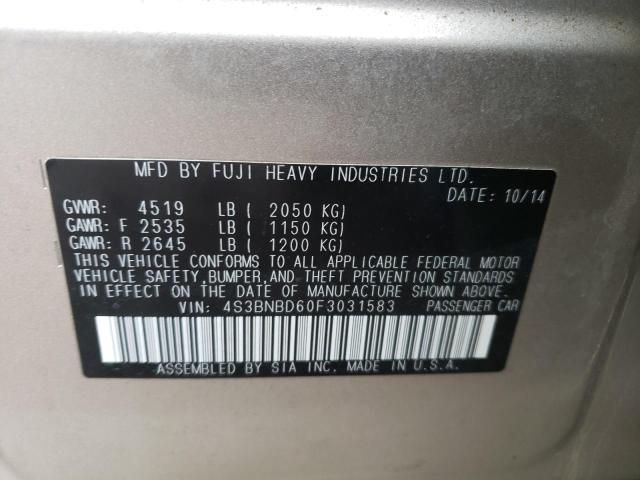 MFD BY FUJI HEAVY INDUSTRIES LTD.
DATE: 10/14
GVWR: 4519 LB ( 2050 KG)
GAWR: F 2535 LB ( 1150 KG)
GAWR: R 2645 LB ( 1200 KG)
THIS VEHICLE CONFORMS TO ALL APPLICABLE FEDERAL MOTOR
VEHICLE SAFETY,BUMPER,AND THEFT PREVENTION STANDARDS
IN EFFECT ON THE DATE OF MANUFACTURE SHOWN ABOVE.
VIN: 4S3BNBD60F3031583 PASSENGER CAR
ASSEMBLED BY SIA INC. MADE IN U.S.A.